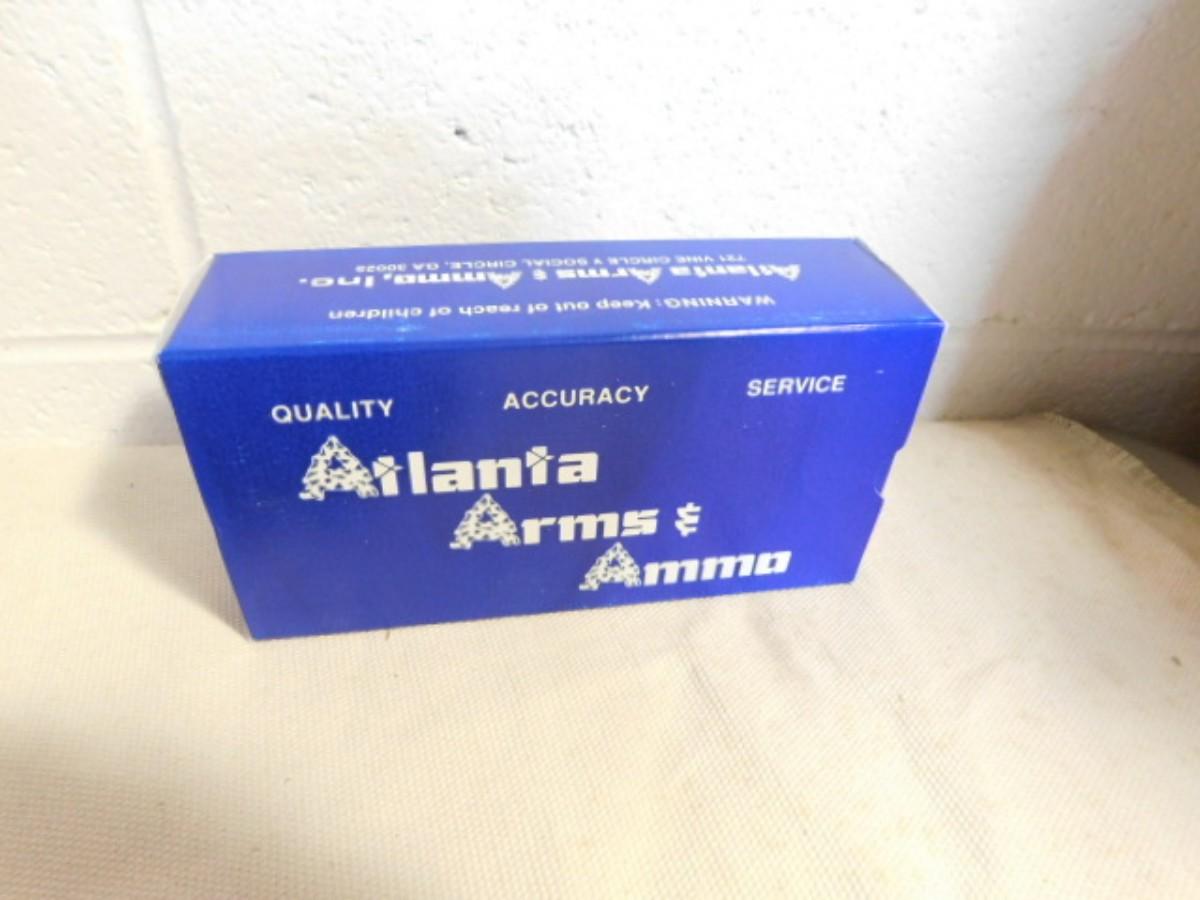 Atlanta Arms & Ammo, Inc.
721 VINE CIRCLE SOCIAL CIRCLE, GA 30025
WARNING: Keep out of reach of children
QUALITY ACCURACY SERVICE
Atlanta
Arms &
Ammo